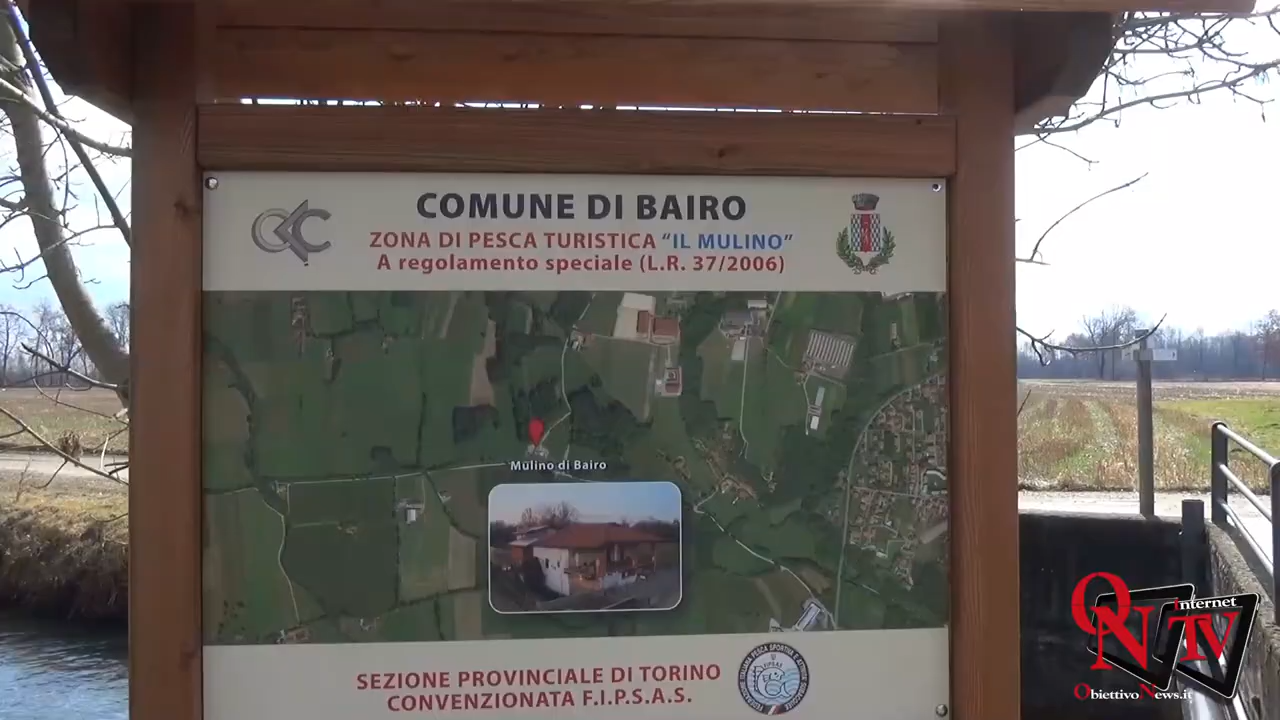 COMUNE DI BAIRO
ZONA DI PESCA TURISTICA “IL MULINO”
A regolamento speciale (L.R. 37/2006)
Mulino di Bairo
SEZIONE PROVINCIALE DI TORINO
CONVENZIONATA F.I.P.S.A.S.
F.I.P.S.A.S.
ON TV
Internet
ObiettivoNews.it